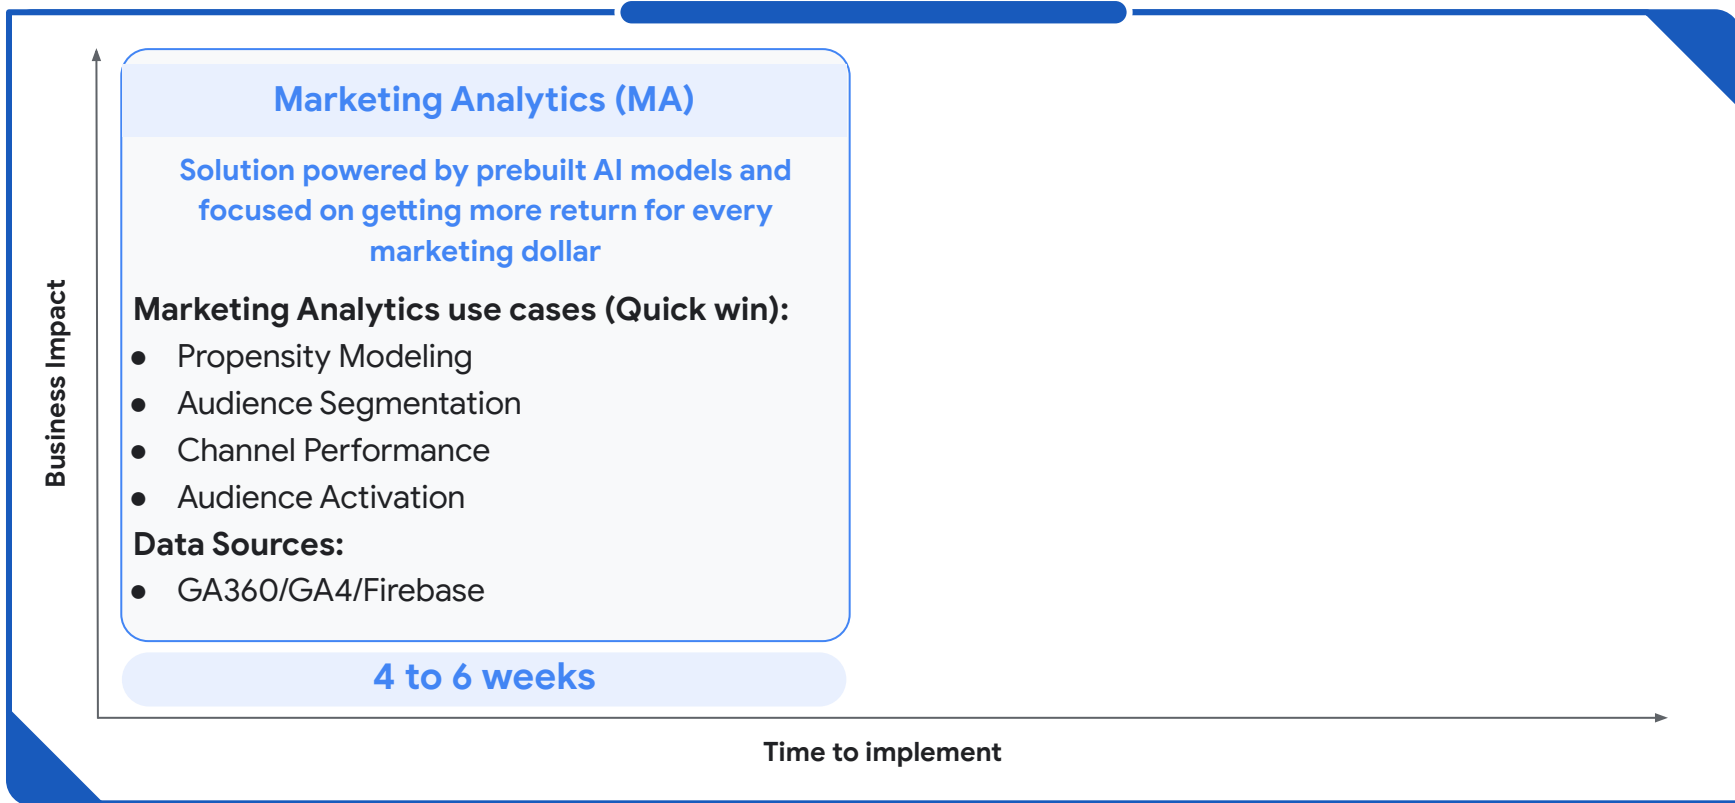 Marketing Analytics (MA)
Solution powered by prebuilt AI models and
focused on getting more return for every
marketing dollar
Marketing Analytics use cases (Quick win):
● Propensity Modeling
● Audience Segmentation
● Channel Performance
● Audience Activation
Data Sources:
● GA360/GA4/Firebase
4 to 6 weeks
Business Impact
Time to implement